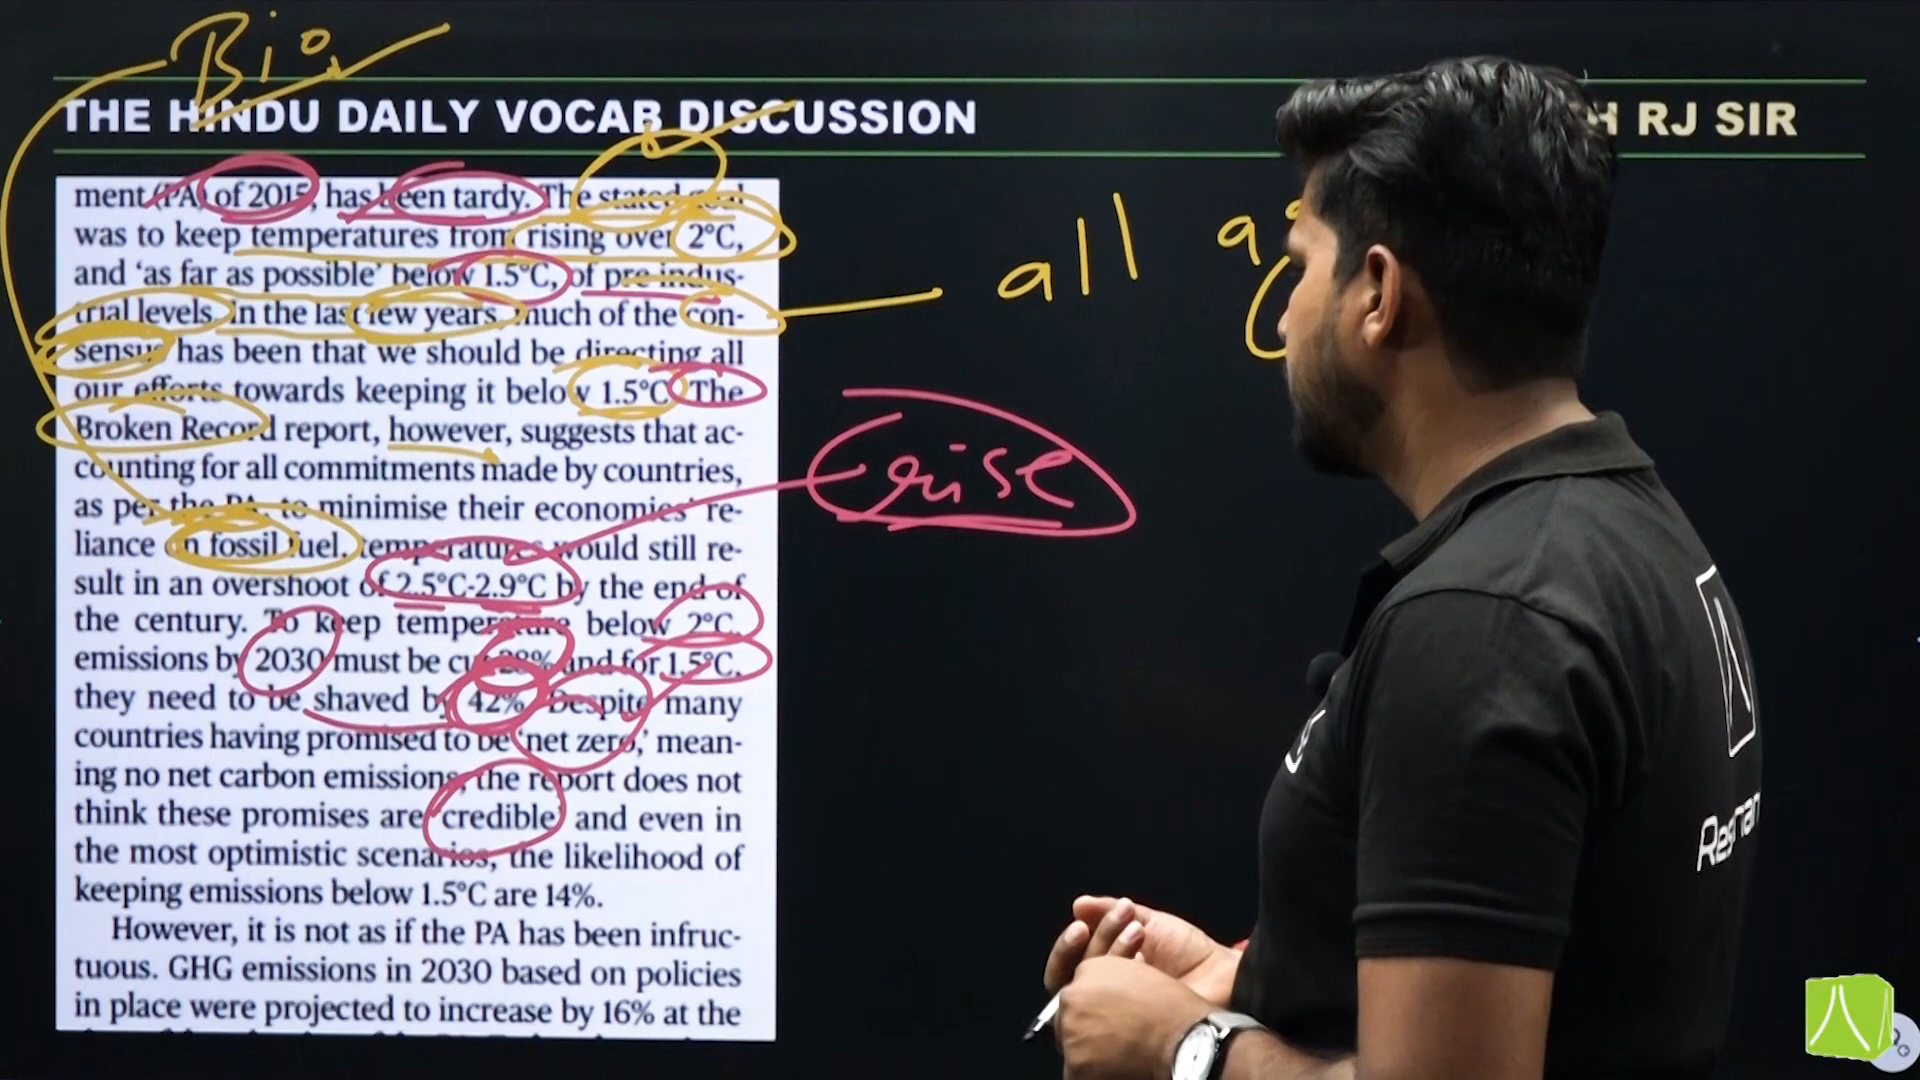 Bio
THE HINDU DAILY VOCAB DISCUSSION
H RJ SIR
ment (PA) of 2015, has been tardy. The stated goal
was to keep temperatures from rising over 2°C,
and ‘as far as possible’ below 1.5°C, of pre-indus-
trial levels. In the last few years, much of the con-
sensus has been that we should be directing all
our efforts towards keeping it below 1.5°C. The
Broken Record report, however, suggests that ac-
counting for all commitments made by countries,
as per the PA, to minimise their economies’ re-
liance on fossil fuel, temperatures would still re-
sult in an overshoot of 2.5°C-2.9°C by the end of
the century. To keep temperature below 2°C,
emissions by 2030 must be cut 28% and for 1.5°C,
they need to be shaved by 42%. Despite many
countries having promised to be ‘net zero,’ mean-
ing no net carbon emissions, the report does not
think these promises are ‘credible’ and even in
the most optimistic scenarios, the likelihood of
keeping emissions below 1.5°C are 14%.
However, it is not as if the PA has been infruc-
tuous. GHG emissions in 2030 based on policies
in place were projected to increase by 16% at the
all
rise